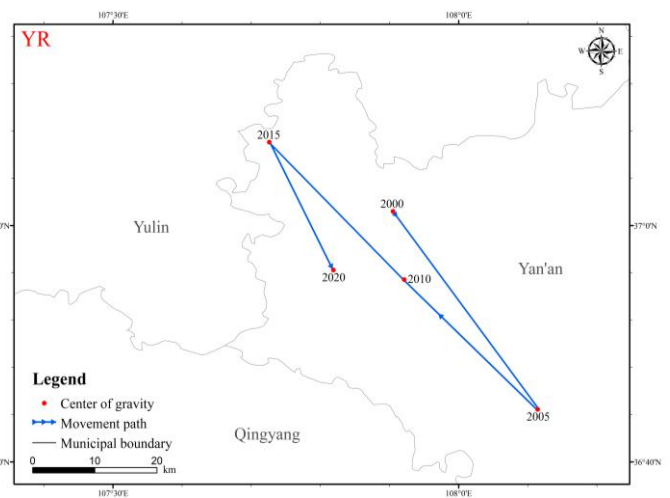 107°30'E
108°0'E
YR
N
W
E
S
2015
2000
Yulin
37°0'N
Yan'an
2020
2010
Legend
Center of gravity
Movement path
Municipal boundary
0 10 20
km
2005
Qingyang
36°40'N
107°30'E
108°0'E